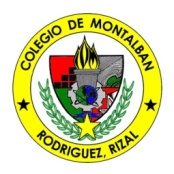 COLEGIO DE MONTALBAN
RODRIGUEZ, RIZAL